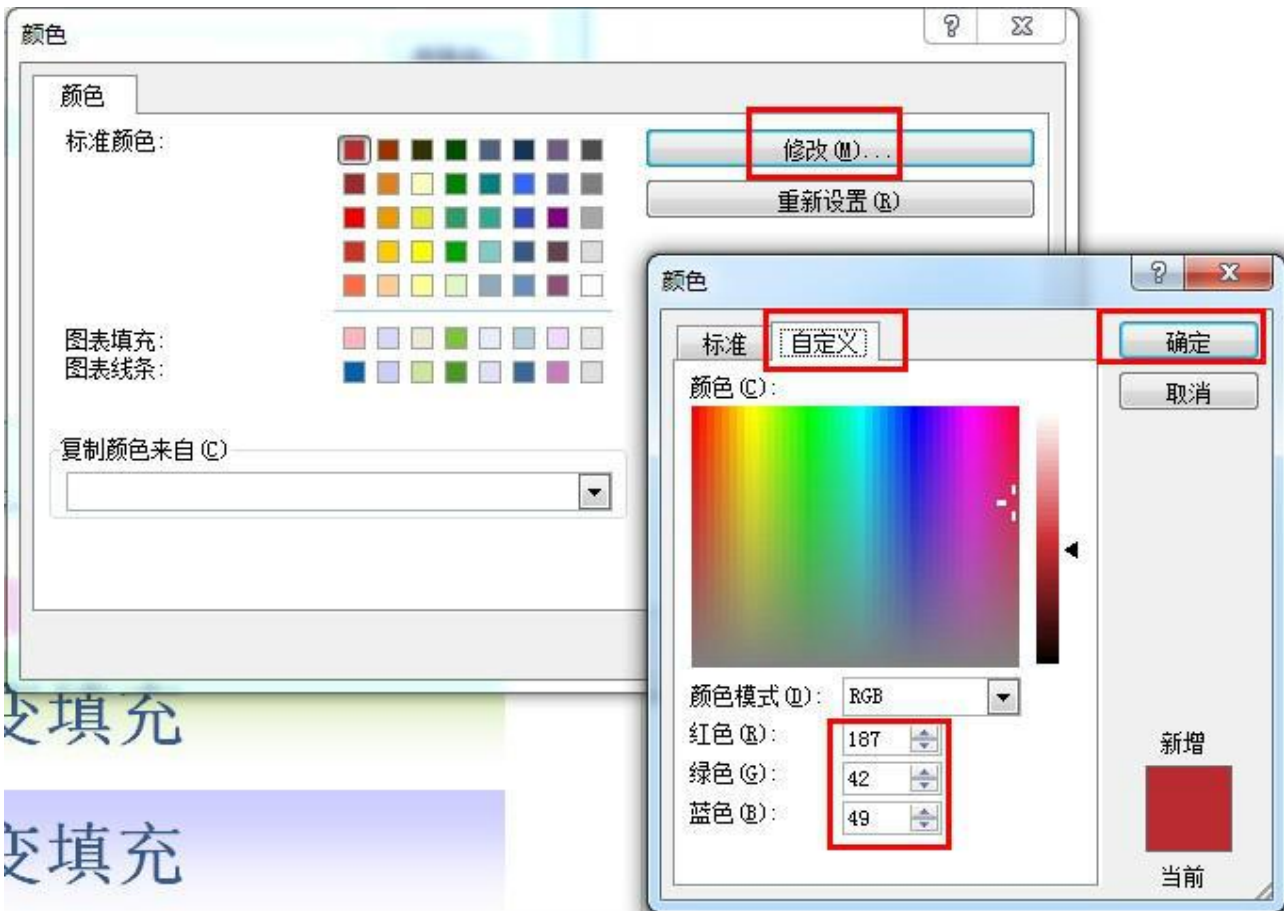 颜色
颜色
标准颜色:
修改(M)...
重新设置(R)
图表填充:
图表线条:
复制颜色来自(C)
颜色
标准
自定义
确定
取消
颜色(C):
颜色模式(D):
RGB
红色(R):
187
绿色(G):
42
蓝色(B):
49
新增
当前
变填充
变填充